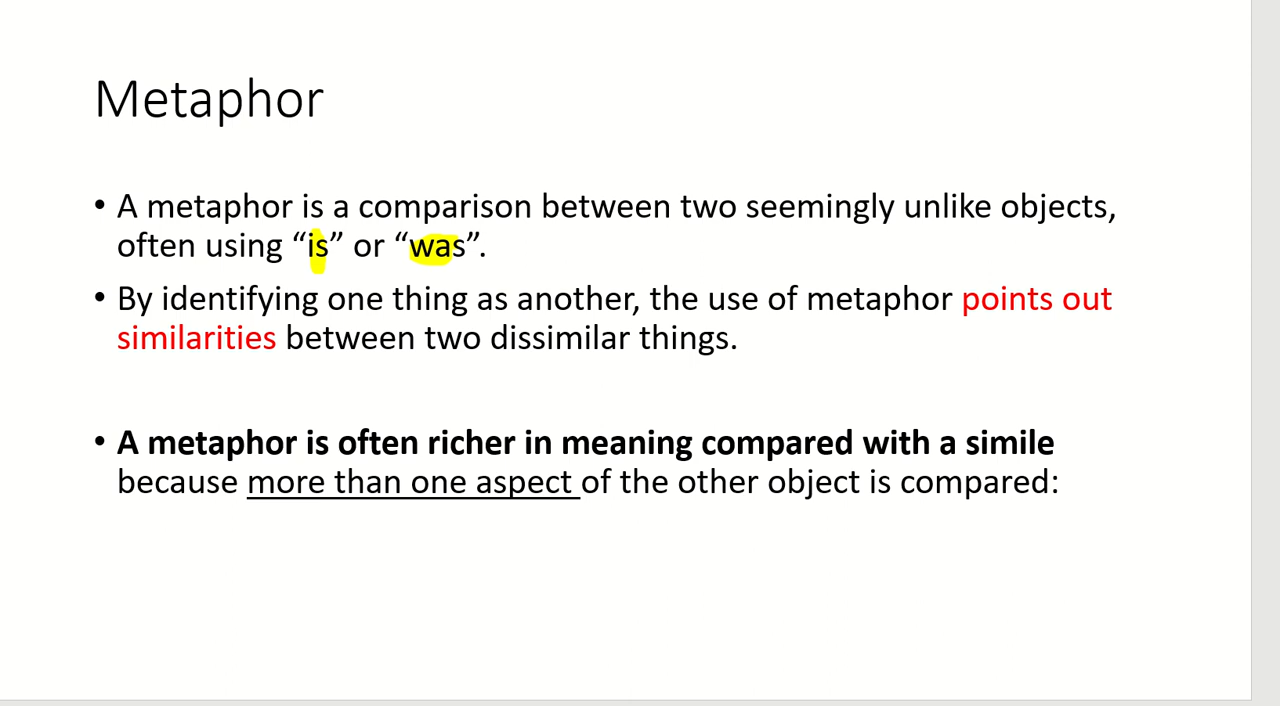 Metaphor
• A metaphor is a comparison between two seemingly unlike objects,
often using “is” or “was”.
• By identifying one thing as another, the use of metaphor points out
similarities between two dissimilar things.
• A metaphor is often richer in meaning compared with a simile
because more than one aspect of the other object is compared: